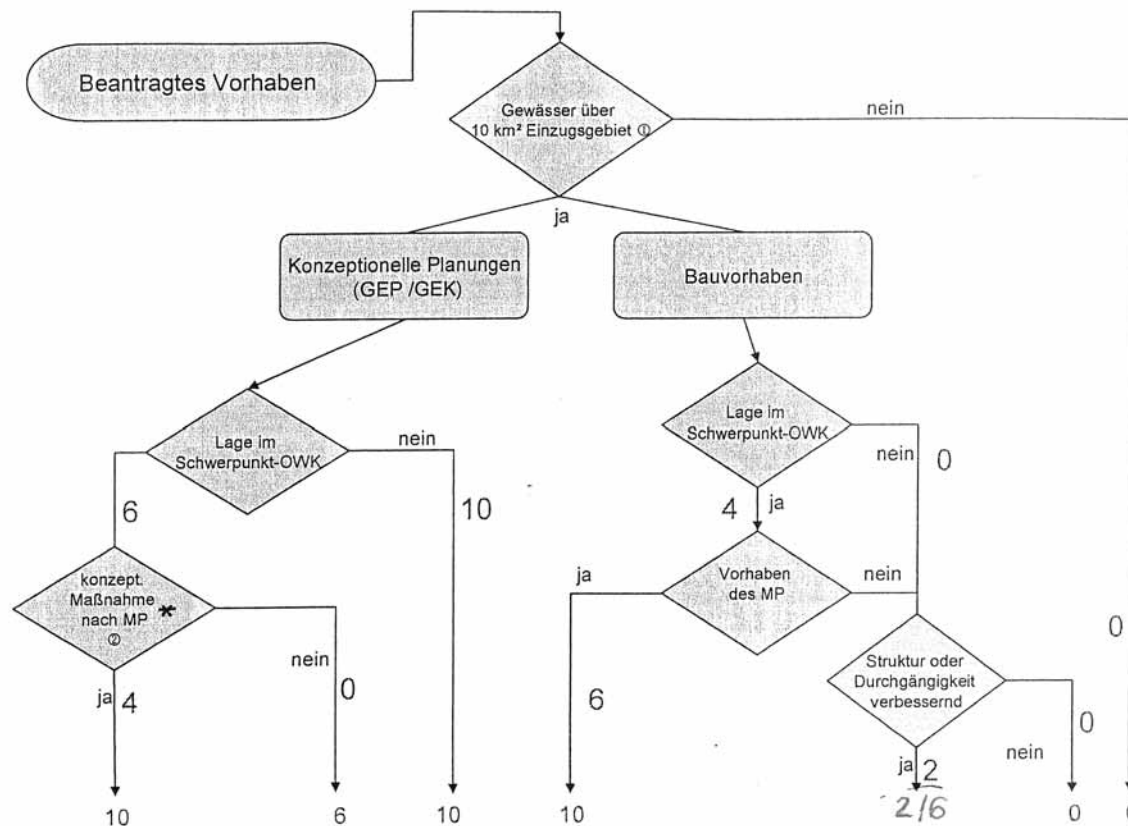 Beantragtes Vorhaben
Gewässer über
10 km² Einzugsgebiet ①
nein
ja
Konzeptionelle Planungen
(GEP /GEK)
Bauvorhaben
Lage im
Schwerpunkt-OWK
nein
6
10
Lage im
Schwerpunkt-OWK
nein
0
4
ja
konzept.
Maßnahme
nach MP
②
nein
0
ja
4
Vorhaben
des MP
ja
nein
6
0
Struktur oder
Durchgängigkeit
verbessernd
0
nein
ja
2
10
6
10
10
2/6
0